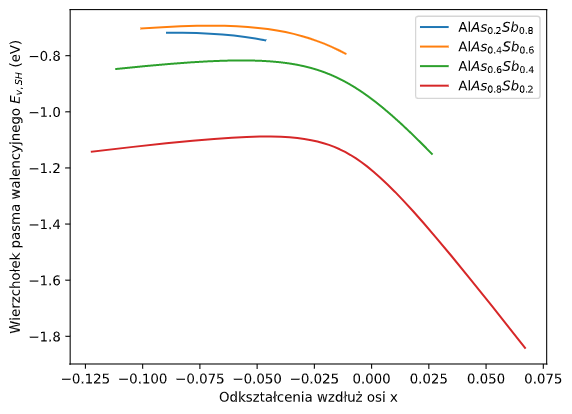 AlAs0.2Sb0.8
AlAs0.4Sb0.6
AlAs0.6Sb0.4
AlAs0.8Sb0.2
Wierzchołek pasma walencyjnego Ev, SH (eV)
−0.8
−1.0
−1.2
−1.4
−1.6
−1.8
−0.125 −0.100 −0.075 −0.050 −0.025 0.000 0.025 0.050 0.075
Odkształcenia wzdłuż osi x